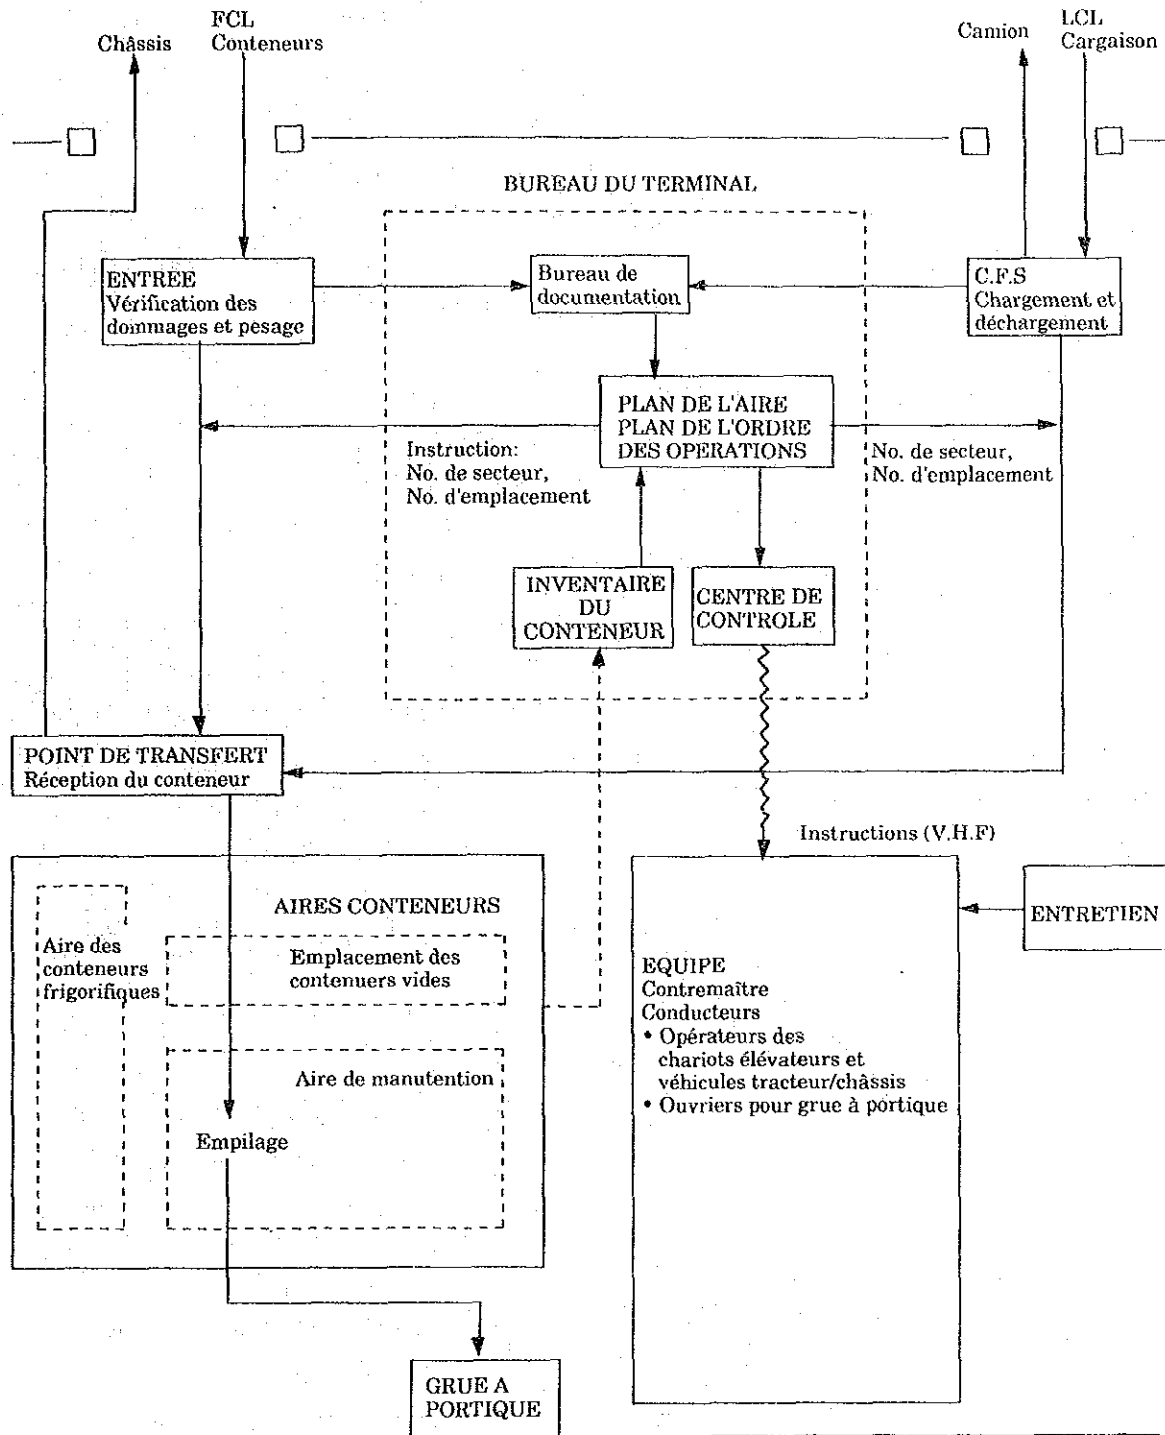 Châssis
FCL
Conteneurs
Camion
LCL
Cargaison
BUREAU DU TERMINAL
ENTREE
Vérification des
dommages et pesage
Bureau de
documentation
C.F.S
Chargement et
déchargement
PLAN DE L'AIRE
PLAN DE L'ORDRE
DES OPERATIONS
Instruction:
No. de secteur,
No. d'emplacement
No. de secteur,
No. d'emplacement
INVENTAIRE
DU
CONTENEUR
CENTRE DE
CONTROLE
POINT DE TRANSFERT
Réception du conteneur
Instructions (V.H.F)
AIRES CONTENEURS
Aire des
conteneurs
frigorifiques
Emplacement des
contenuers vides
Aire de manutention
Empilage
ENTRETIEN
EQUIPE
Contremaître
Conducteurs
• Opérateurs des
chariots élévateurs et
véhicules tracteur/châssis
• Ouvriers pour grue à portique
GRUE A
PORTIQUE